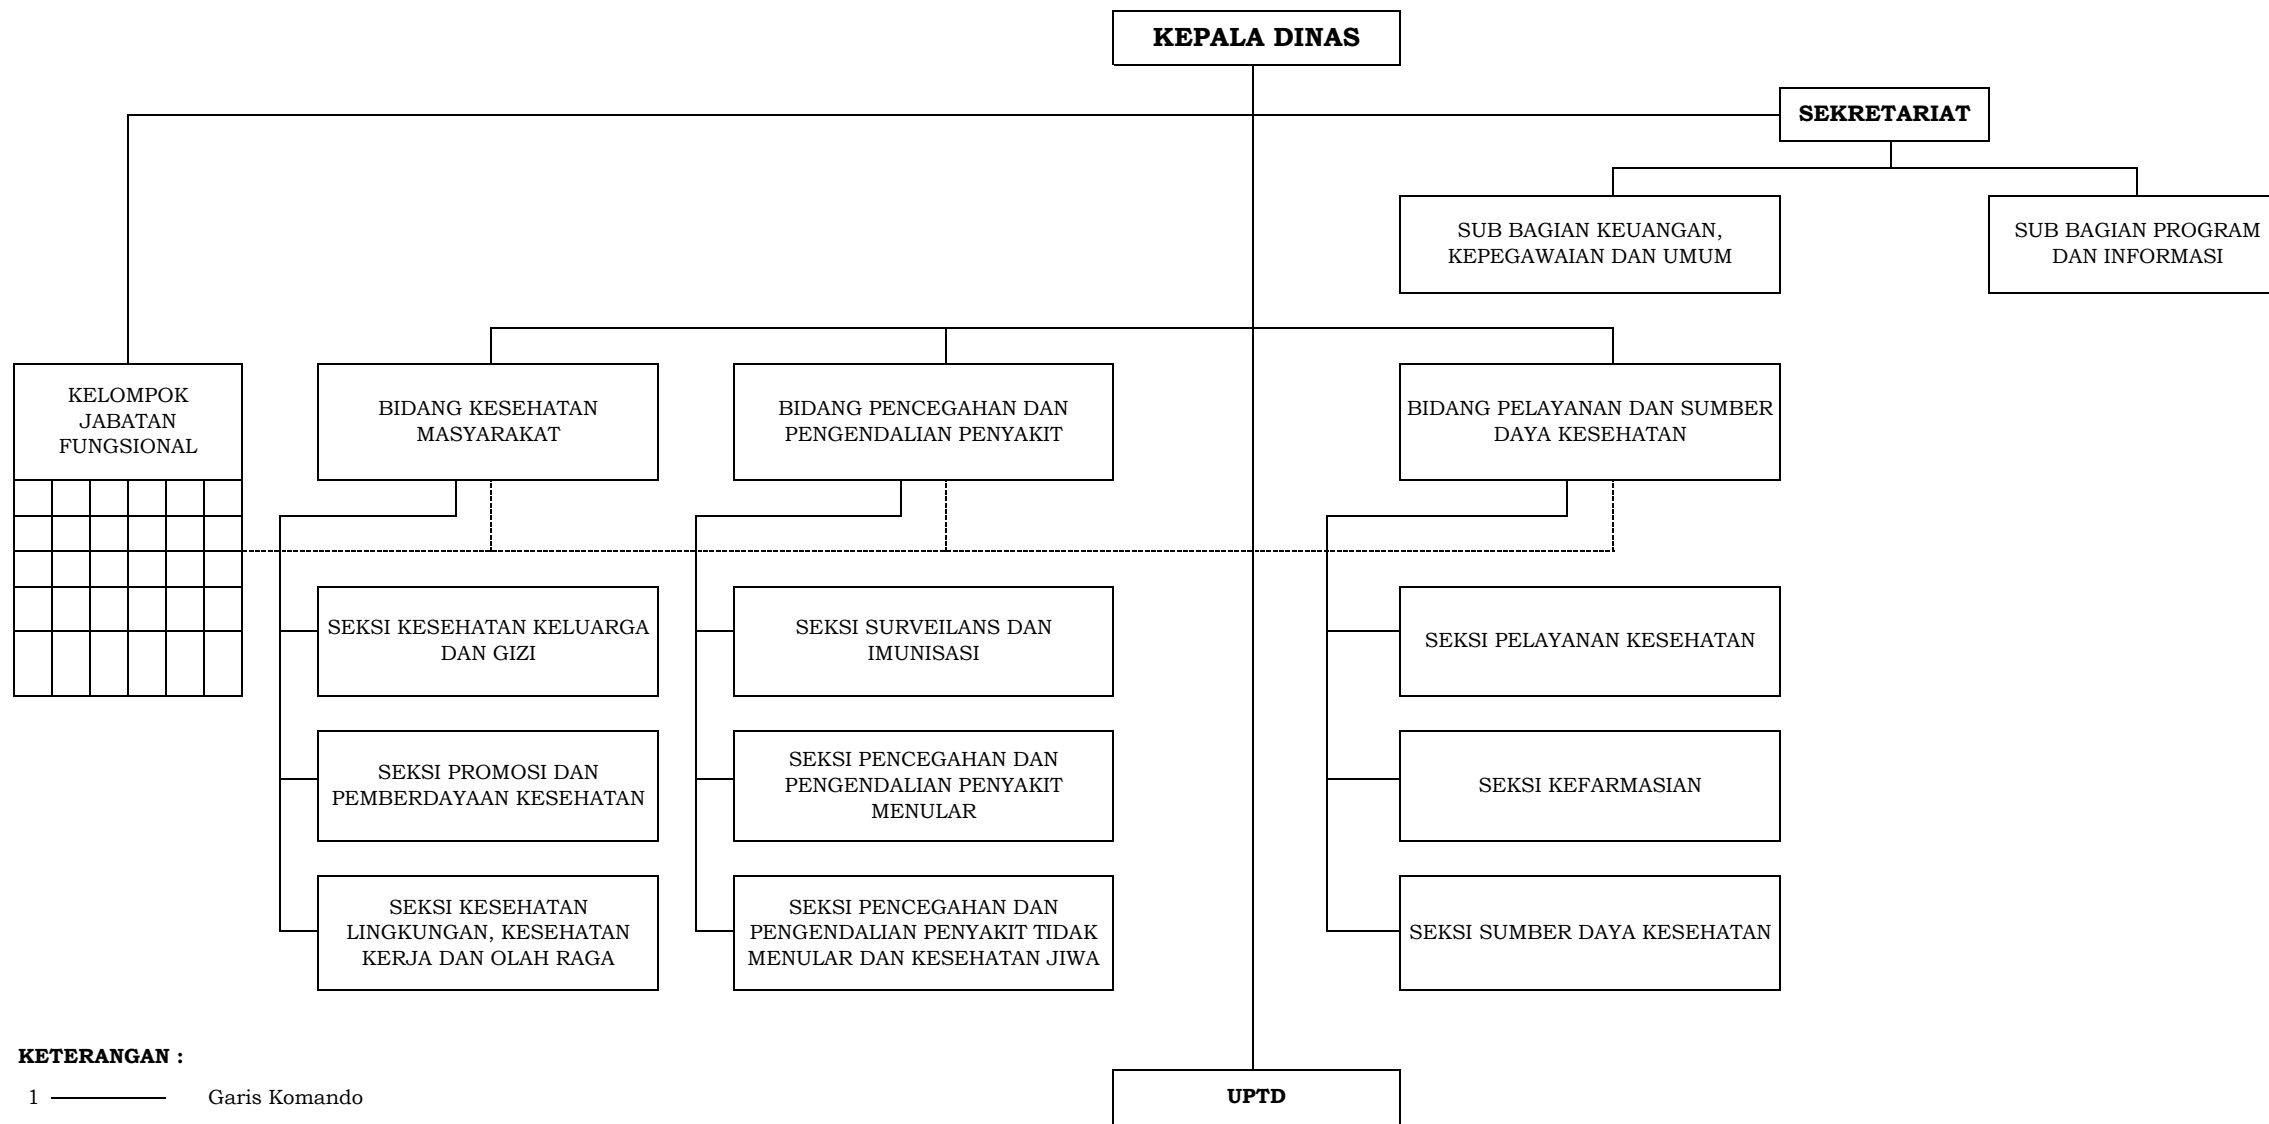 KEPALA DINAS
SEKRETARIAT
SUB BAGIAN KEUANGAN,
KEPEGAWAIAN DAN UMUM
SUB BAGIAN PROGRAM
DAN INFORMASI
KELOMPOK
JABATAN
FUNGSIONAL
BIDANG KESEHATAN
MASYARAKAT
BIDANG PENCEGAHAN DAN
PENGENDALIAN PENYAKIT
BIDANG PELAYANAN DAN SUMBER
DAYA KESEHATAN
SEKSI KESEHATAN KELUARGA
DAN GIZI
SEKSI SURVEILANS DAN
IMUNISASI
SEKSI PELAYANAN KESEHATAN
SEKSI PROMOSI DAN
PEMBERDAYAAN KESEHATAN
SEKSI PENCEGAHAN DAN
PENGENDALIAN PENYAKIT
MENULAR
SEKSI KEFARMASIAN
SEKSI KESEHATAN
LINGKUNGAN, KESEHATAN
KERJA DAN OLAH RAGA
SEKSI PENCEGAHAN DAN
PENGENDALIAN PENYAKIT TIDAK
MENULAR DAN KESEHATAN JIWA
SEKSI SUMBER DAYA KESEHATAN
KETERANGAN :
1 Garis Komando
UPTD